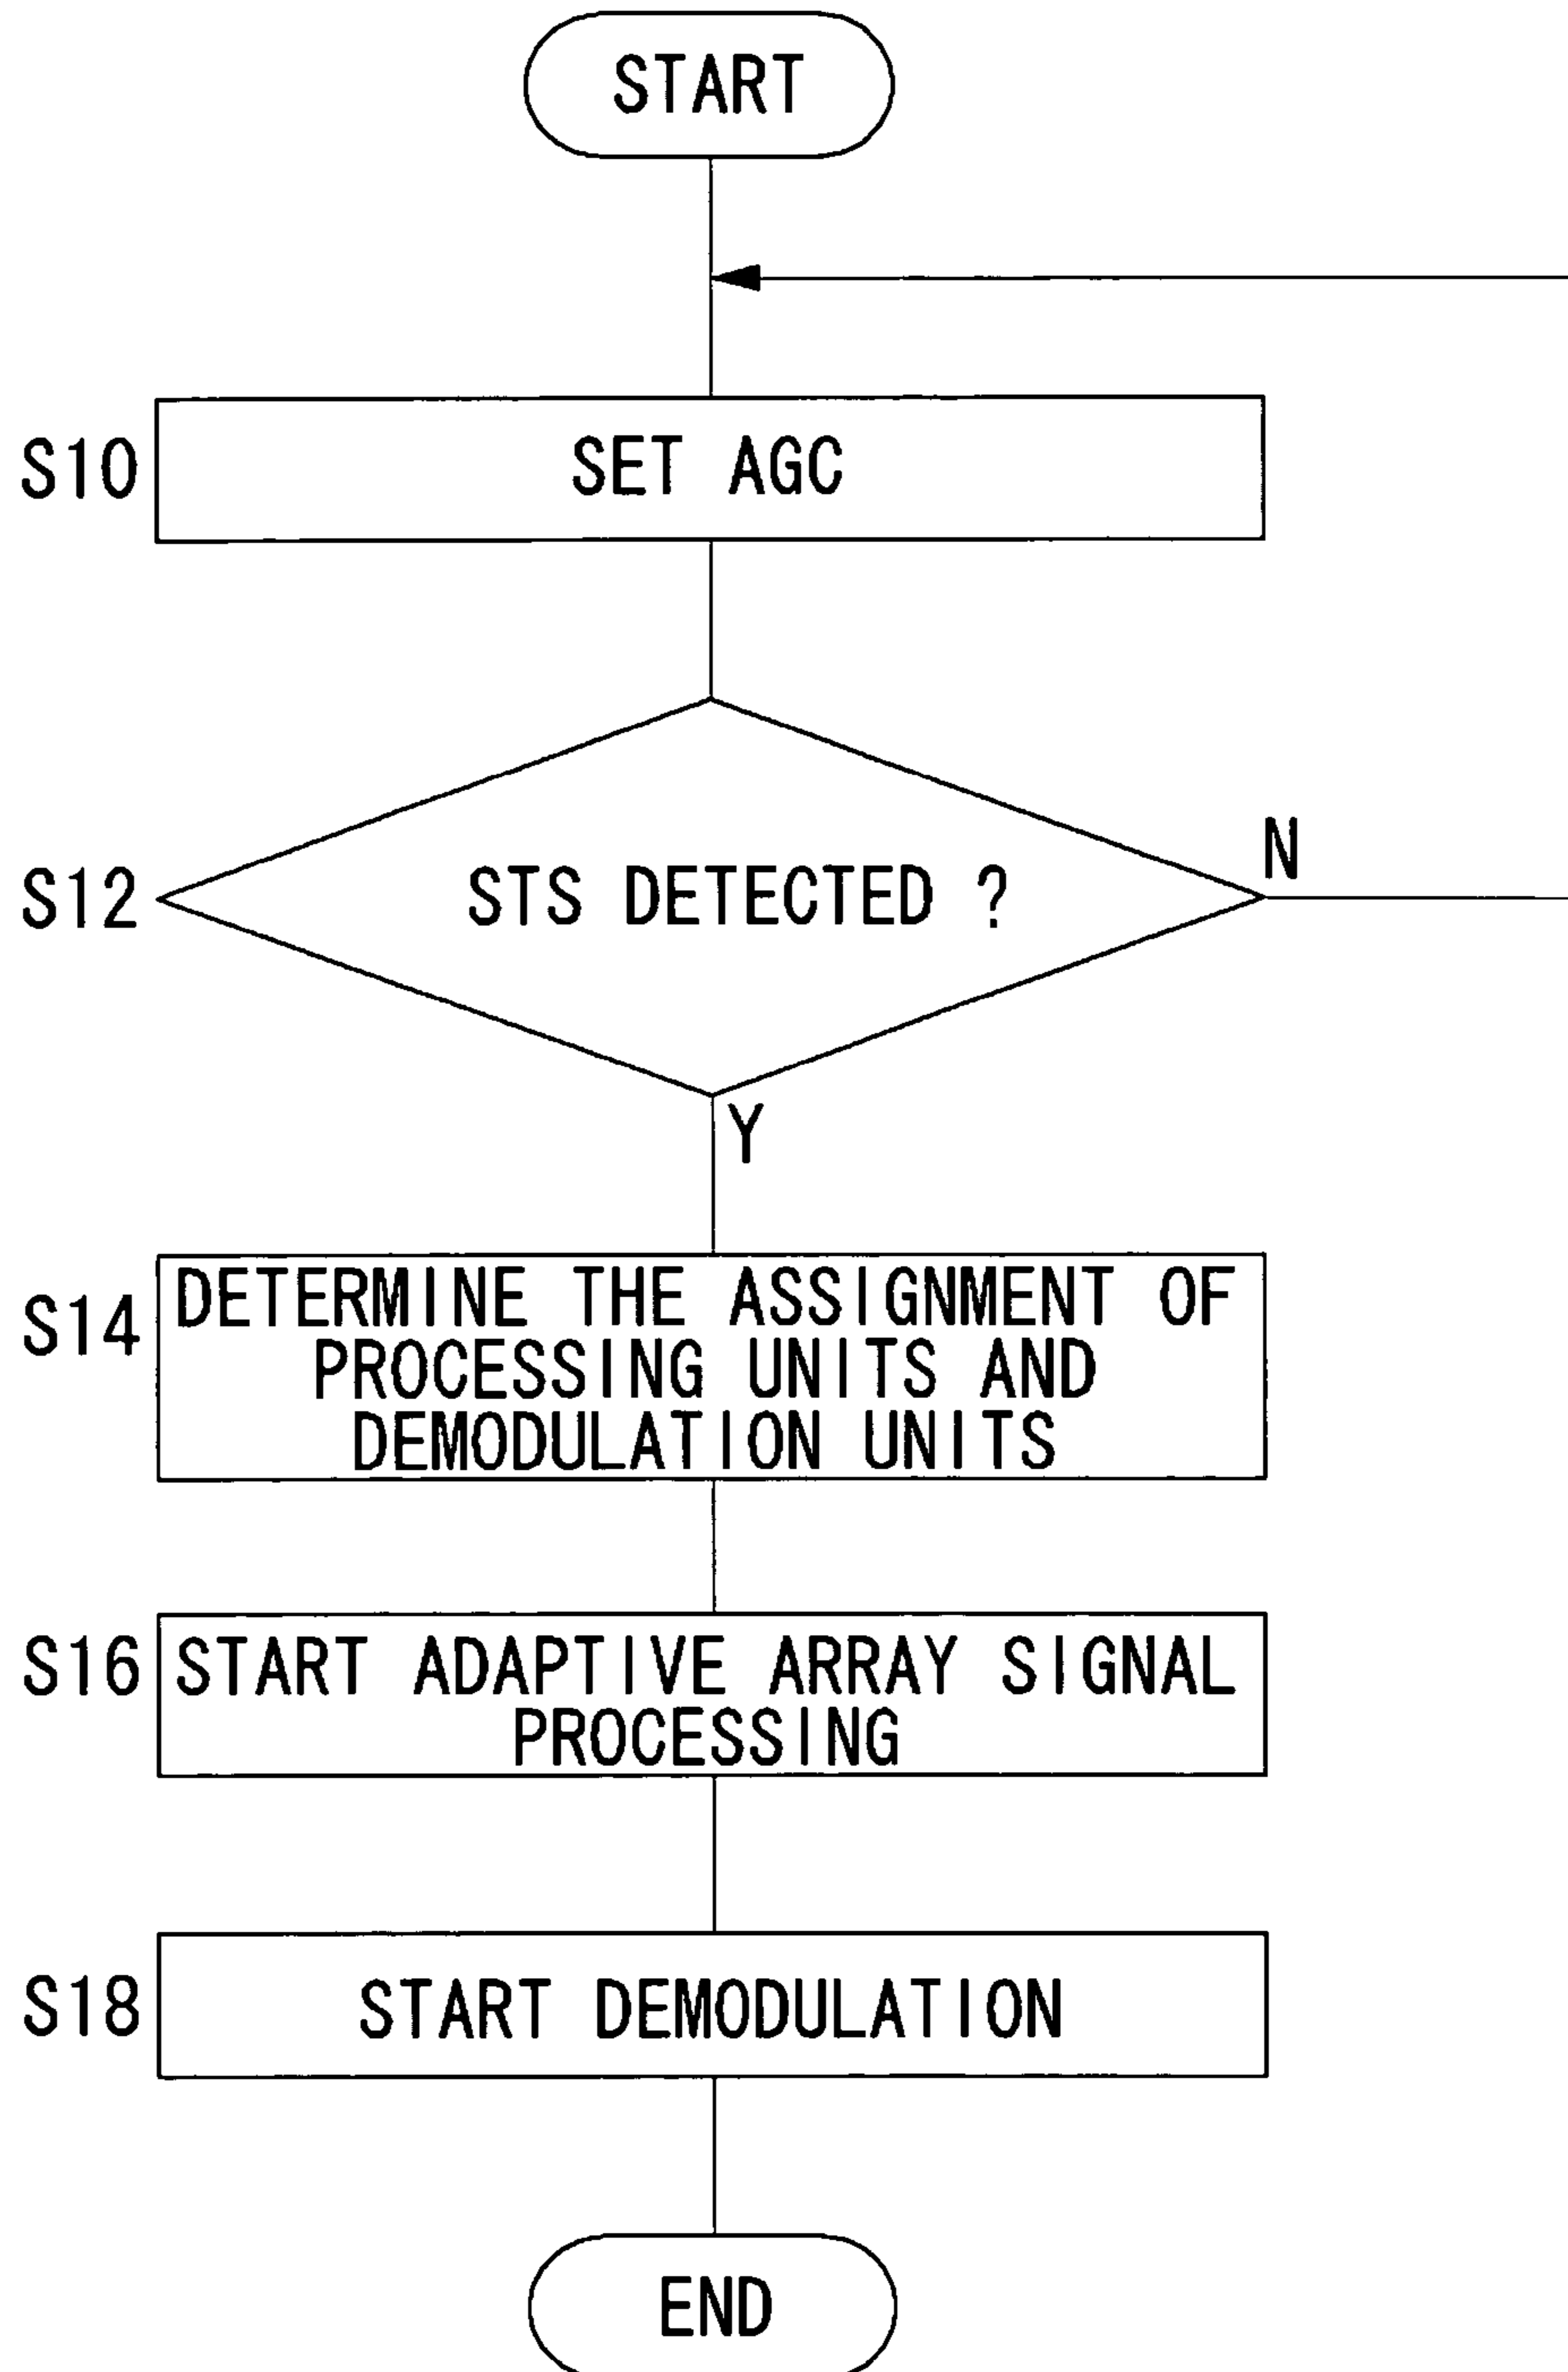 START
S10
SET AGC
S12
STS DETECTED ?
N
Y
S14
DETERMINE THE ASSIGNMENT OF
PROCESSING UNITS AND
DEMODULATION UNITS
S16
START ADAPTIVE ARRAY SIGNAL
PROCESSING
S18
START DEMODULATION
END